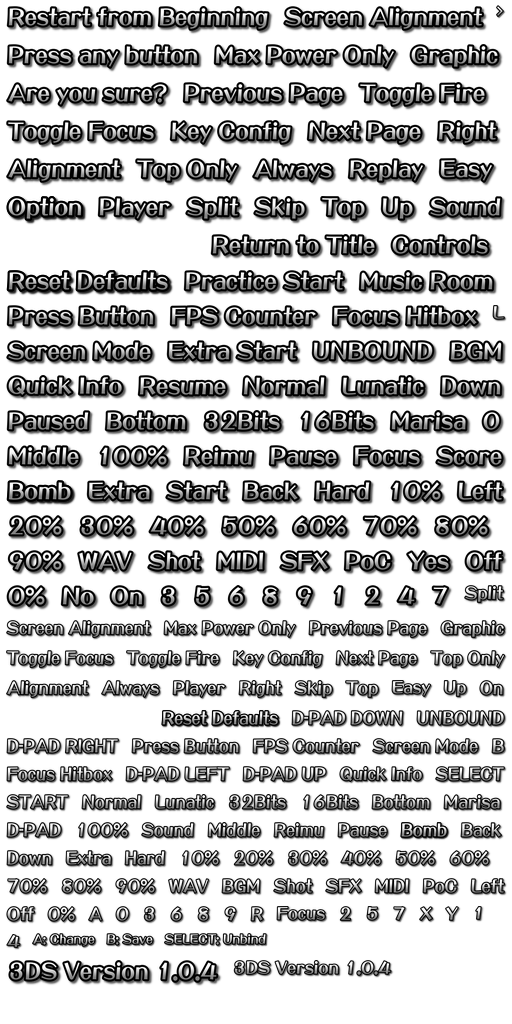 Restart from Beginning Screen Alignment
Press any button Max Power Only Graphic
Are you sure? Previous Page Toggle Fire
Toggle Focus Key Config Next Page Right
Alignment Top Only Always Replay Easy
Option Player Split Skip Top Up Sound
Return to Title Controls
Reset Defaults Practice Start Music Room
Press Button FPS Counter Focus Hitbox L
Screen Mode Extra Start UNBOUND BGM
Quick Info Resume Normal Lunatic Down
Paused Bottom 32Bits 16Bits Marisa 0
Middle 100% Reimu Pause Focus Score
Bomb Extra Start Back Hard 10% Left
20% 30% 40% 50% 60% 70% 80%
90% WAV Shot MIDI SFX PoC Yes Off
0% No On 3 5 6 8 9 1 2 4 7 Split
Screen Alignment Max Power Only Previous Page Graphic
Toggle Focus Toggle Fire Key Config Next Page Top Only
Alignment Always Player Right Skip Top Easy Up On
Reset Defaults D-PAD DOWN UNBOUND
D-PAD RIGHT Press Button FPS Counter Screen Mode B
Focus Hitbox D-PAD LEFT D-PAD UP Quick Info SELECT
START Normal Lunatic 32Bits 16Bits Bottom Marisa
D-PAD 100% Sound Middle Reimu Pause Bomb Back
Down Extra Hard 10% 20% 30% 40% 50% 60%
70% 80% 90% WAV BGM Shot SFX MIDI PoC Left
Off 0% A 0 3 6 8 9 R Focus 2 5 7 X Y 1
4 A: Change B: Save SELECT: Unbind
3DS Version 1.0.4 3DS Version 1.0.4